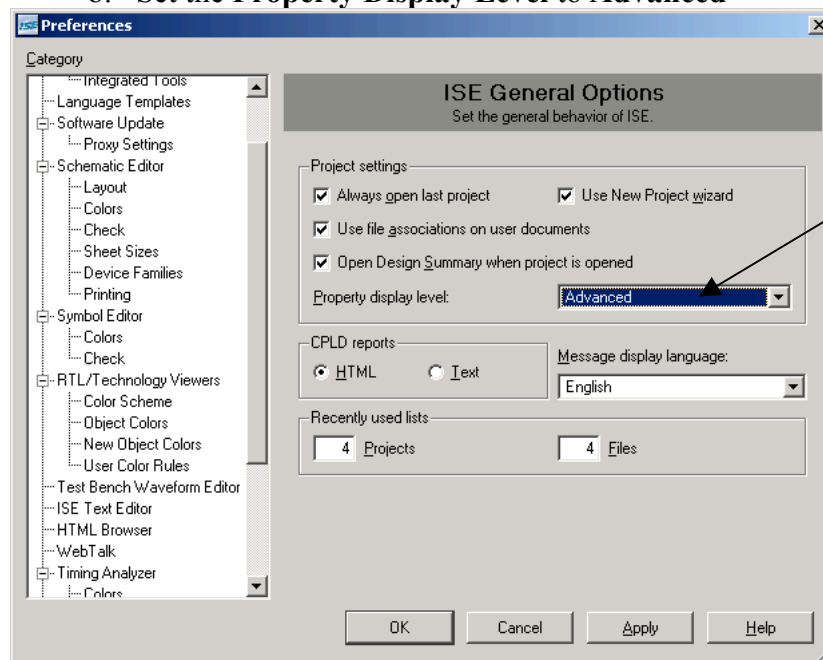 Set the Property Display Level to Advanced
ISE Preferences
Category
Integrated Tools
Language Templates
Software Update
Proxy Settings
Schematic Editor
Layout
Colors
Check
Sheet Sizes
Device Families
Printing
Symbol Editor
Colors
Check
RTL/Technology Viewers
Color Scheme
Object Colors
New Object Colors
User Color Rules
Test Bench Waveform Editor
ISE Text Editor
HTML Browser
WebTalk
Timing Analyzer
Colors
ISE General Options
Set the general behavior of ISE.
Project settings
Always open last project
Use New Project wizard
Use file associations on user documents
Open Design Summary when project is opened
Property display level:
Advanced
CPLD reports
HTML
Text
Message display language:
English
Recently used lists
4 Projects
4 Files
OK
Cancel
Apply
Help